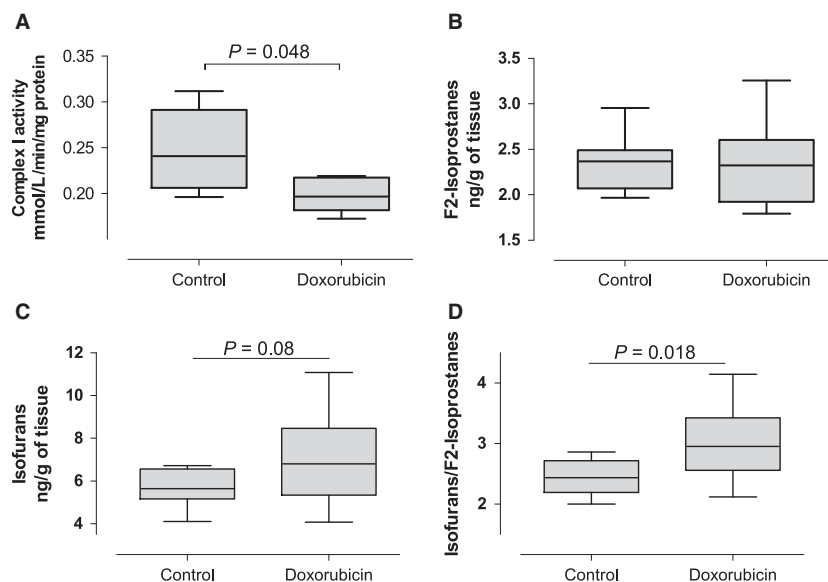 A
P = 0.048
Complex I activity
mmol/L/min/mg protein
0.35
0.30
0.25
0.20
Control
Doxorubicin
B
F2-Isoprostanes
ng/g of tissue
3.5
3.0
2.5
2.0
1.5
Control
Doxorubicin
C
P = 0.08
Isofurans
ng/g of tissue
12
10
8
6
4
Control
Doxorubicin
D
P = 0.018
Isofurans/F2-Isoprostanes
4
3
2
Control
Doxorubicin